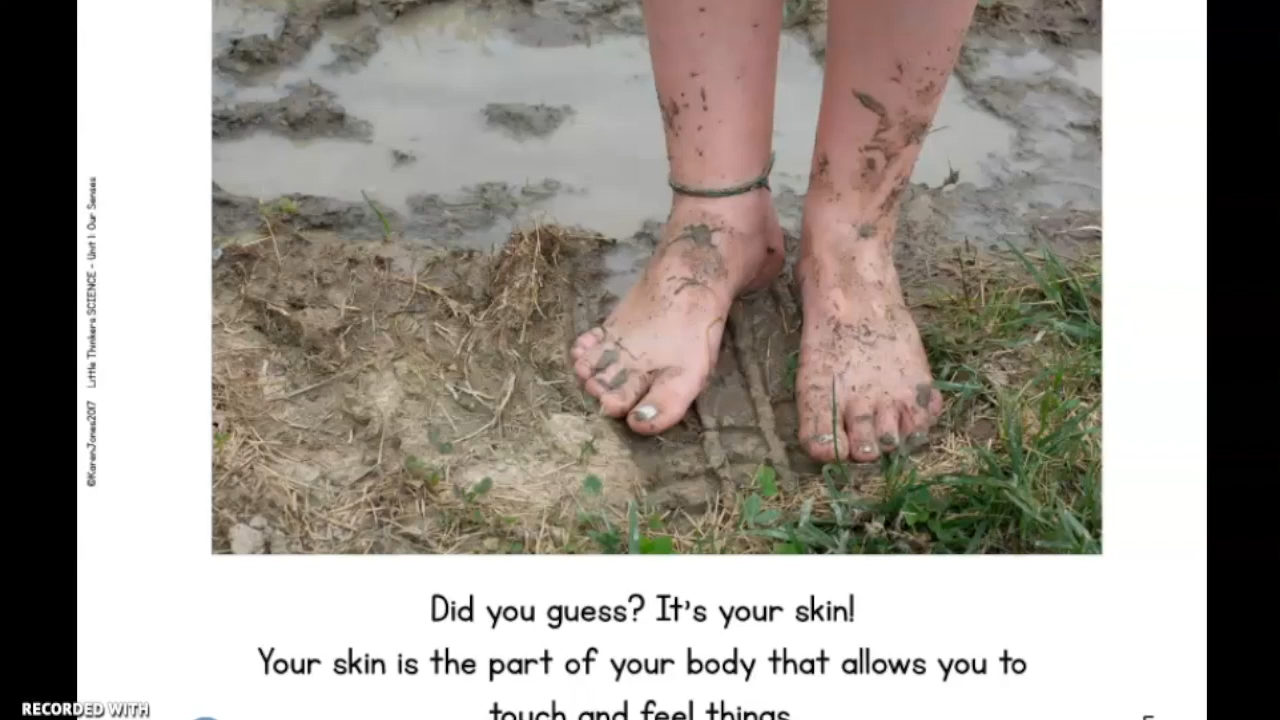 ©KarenJones2017 Little Thinkers SCIENCE - Unit 1: Our Senses
Did you guess? It's your skin!
Your skin is the part of your body that allows you to
touch and feel things
RECORDED WITH